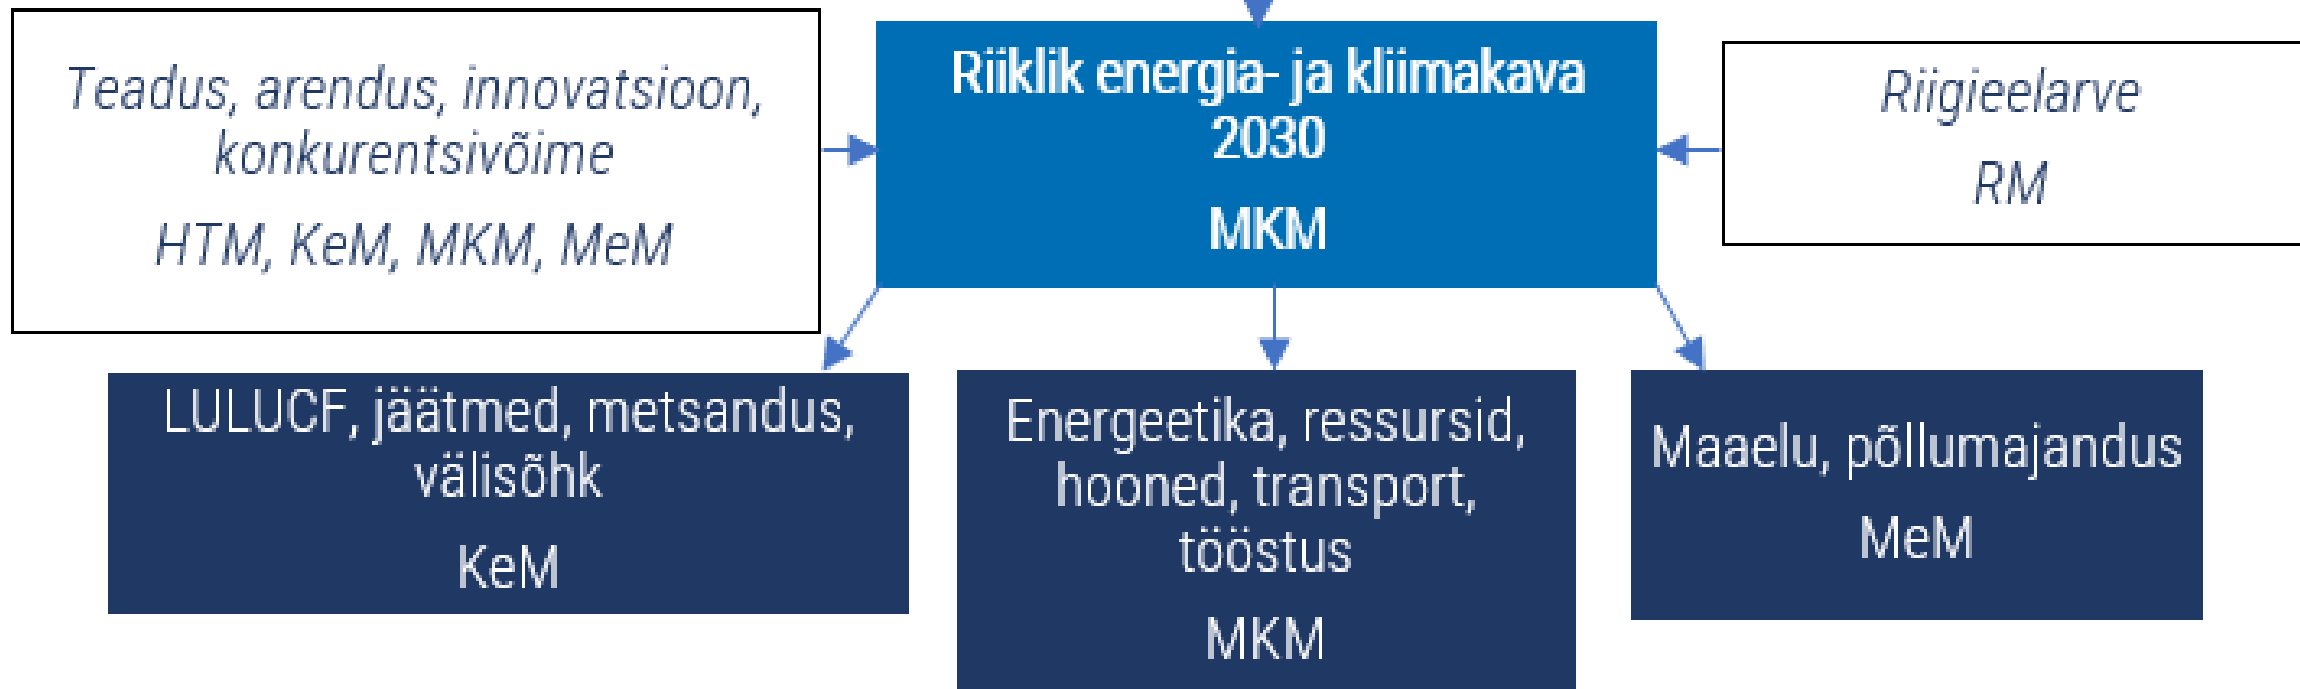 Teadus, arendus, innovatsioon,
konkurentsivõime
HTM, KeM, MKM, MeM
Riiklik energia- ja kliimakava
2030
MKM
Riigieelarve
RM
LULUCF, jäätmed, metsandus,
välisõhk
KeM
Energeetika, ressursid,
hooned, transport,
tööstus
MKM
Maaelu, põllumajandus
MeM